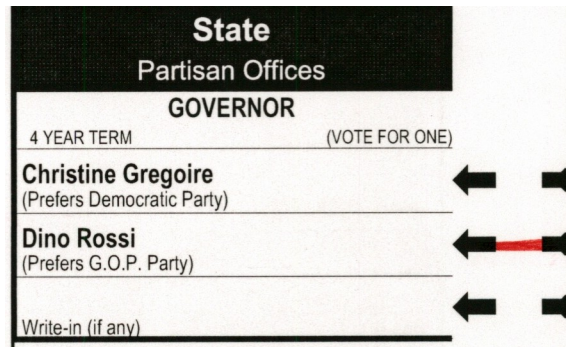 State
Partisan Offices
GOVERNOR
4 YEAR TERM (VOTE FOR ONE)
Christine Gregoire
(Prefers Democratic Party)
Dino Rossi
(Prefers G.O.P. Party)
Write-in (if any)